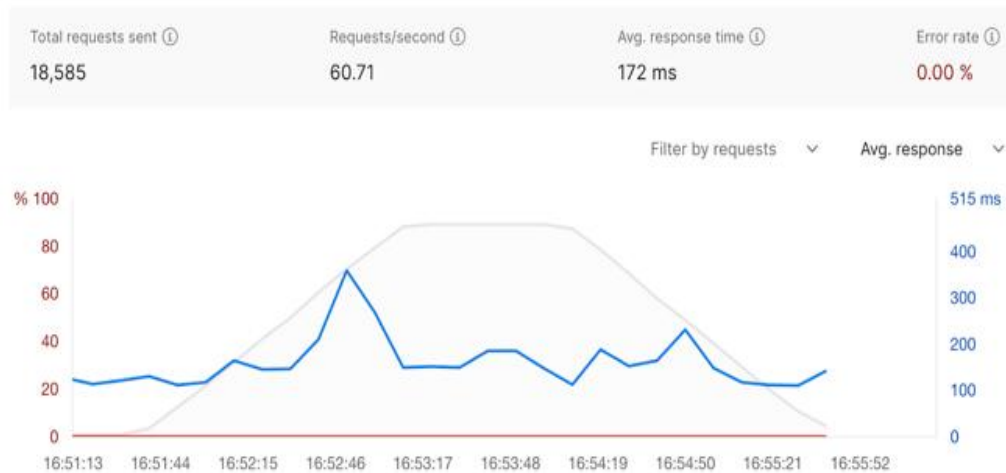 Total requests sent ⓘ Requests/second ⓘ Avg. response time ⓘ Error rate ⓘ
18,585 60.71 172 ms 0.00 %
Filter by requests Avg. response
% 100 515 ms
80 400
60 300
40 200
20 100
0 0
16:51:13 16:51:44 16:52:15 16:52:46 16:53:17 16:53:48 16:54:19 16:54:50 16:55:21 16:55:52